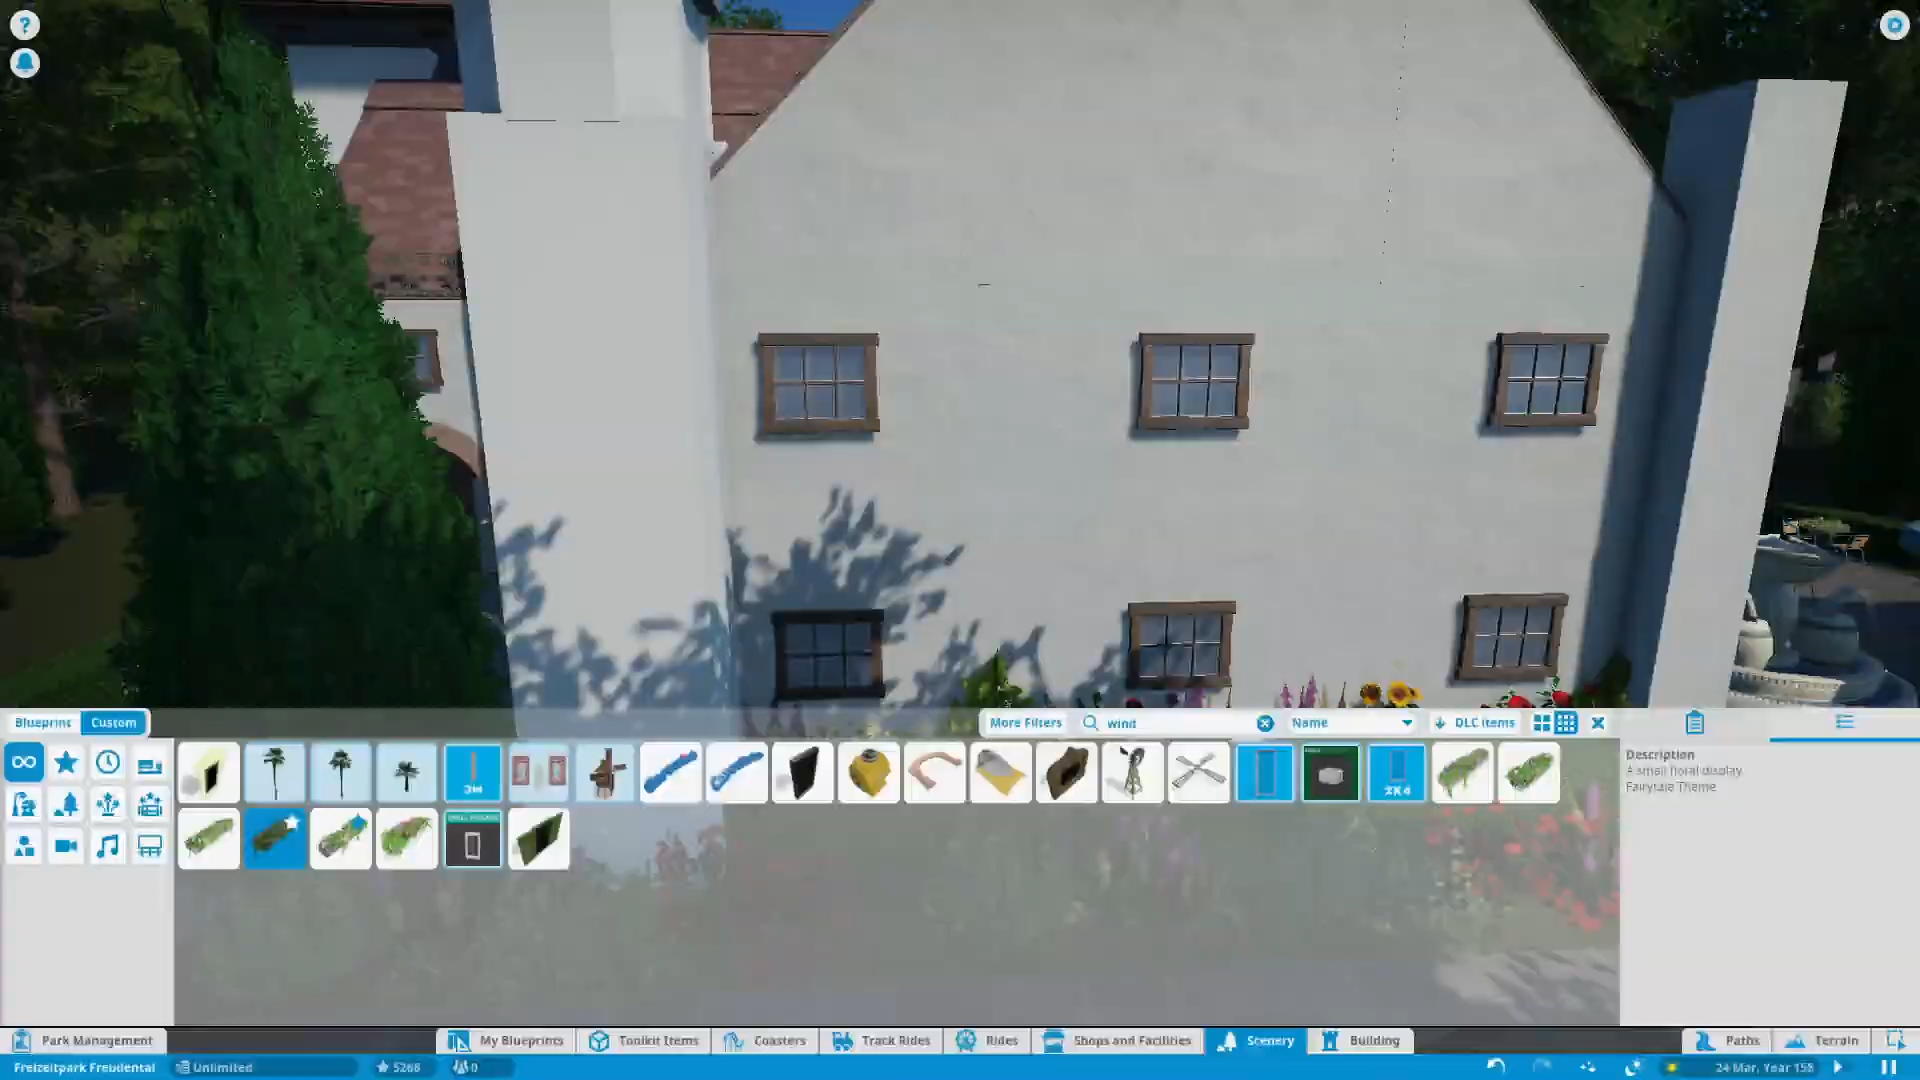 ?
Blueprint Custom
More Filters wind Name DLC items
3M
2X4
Description
A small floral display
Fairytale Theme
Park Management My Blueprints Toolkit Items Coasters Track Rides Rides Shops and Facilities Scenery Building Paths Terrain
Freizeitpark Freudental Unlimited 5268 0 24 Mar, Year 158